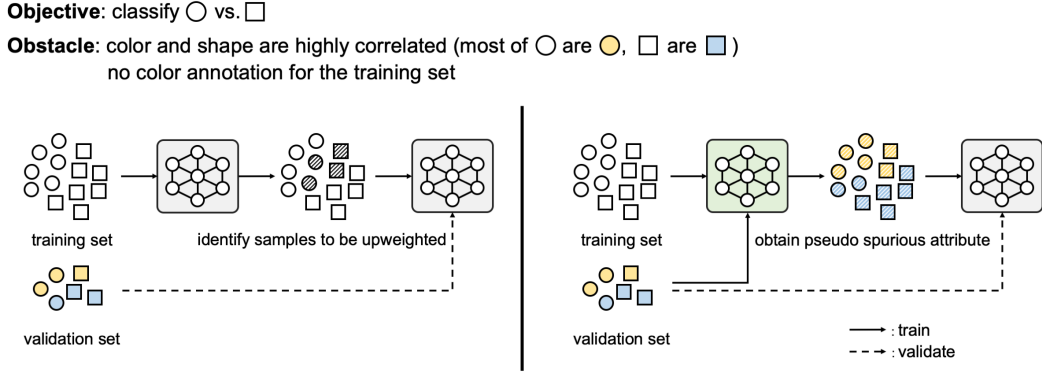 Objective: classify vs.
Obstacle: color and shape are highly correlated (most of are , are )
no color annotation for the training set
training set
identify samples to be upweighted
validation set
training set
obtain pseudo spurious attribute
validation set
: train
: validate